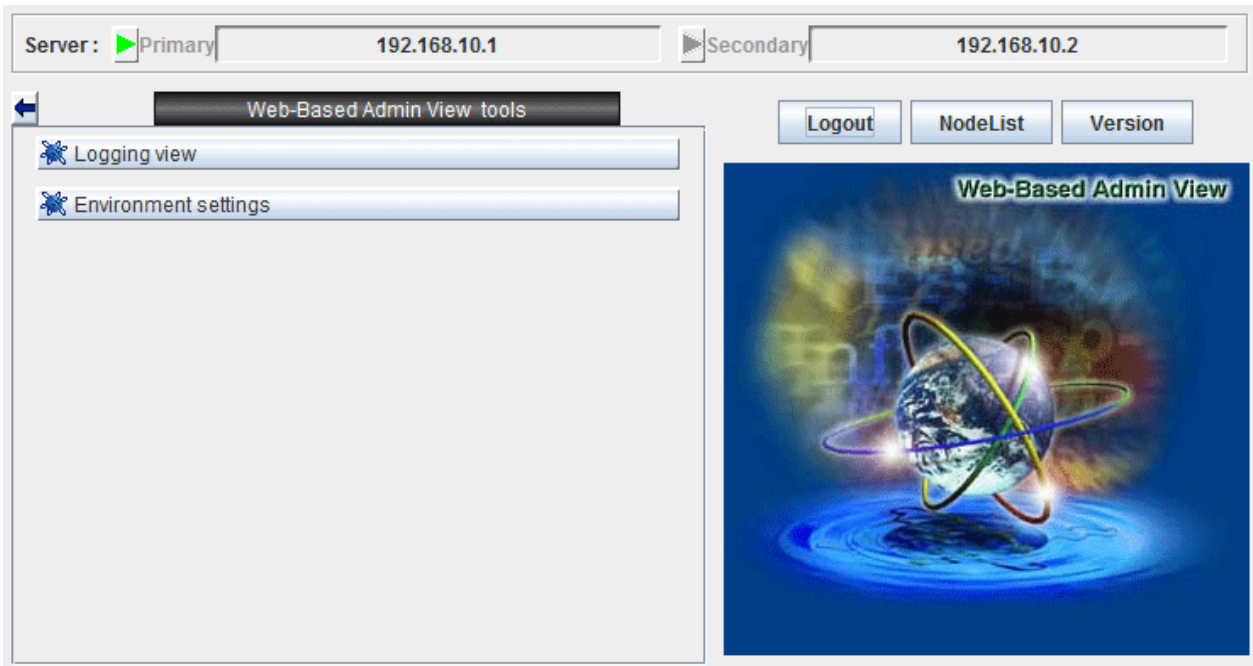 Server : Primary 192.168.10.1 Secondary 192.168.10.2
Web-Based Admin View tools
Logout NodeList Version
Logging view
Environment settings
Web-Based Admin View